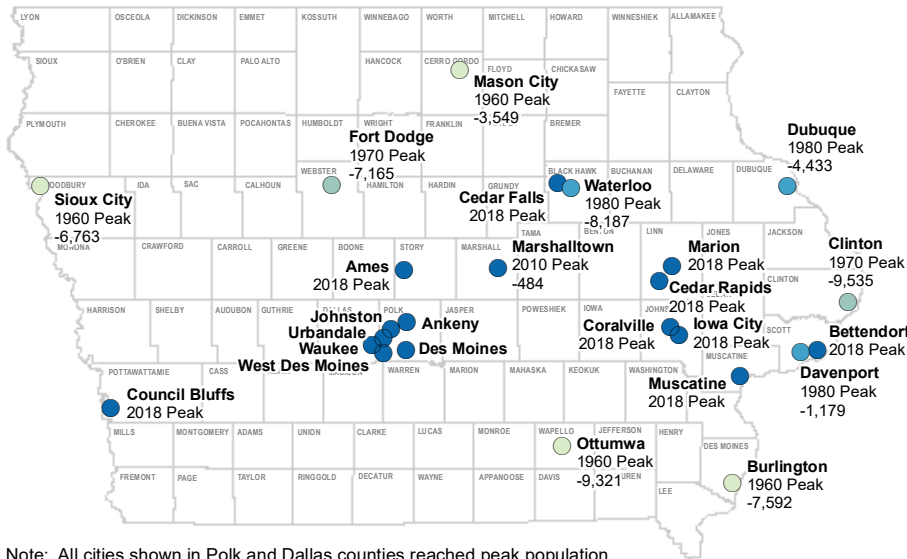 LYON OSCEOLA DICKINSON EMMET KOSSUTH WINNEBAGO WORTH MITCHELL HOWARD WINNESHIEK ALLAMAKEE
SIOUX O'BRIEN CLAY PALO ALTO HANCOCK CERRO GORDO FLOYD CHICKASAW
Mason City
1960 Peak
-3,549
FAYETTE CLAYTON
PLYMOUTH CHEROKEE BUENA VISTA POCAHONTAS HUMBOLDT WRIGHT FRANKLIN BREMER
Fort Dodge
1970 Peak
-7,165
Dubuque
1980 Peak
-4,433
WEBSTER BLACK HAWK BUCHANAN DELAWARE DUBUQUE
IDA SAC CALHOUN HAMILTON HARDIN GRUNDY
Sioux City
1960 Peak
-6,763
Cedar Falls
2018 Peak
Waterloo
1980 Peak
-8,187
TAMA LINN JONES JACKSON
CRAWFORD CARROLL GREENE BOONE STORY MARSHALL
Ames
2018 Peak
Marshalltown
2010 Peak
-484
Marion
2018 Peak
Cedar Rapids
2018 Peak
Clinton
1970 Peak
-9,535
CLINTON
HARRISON SHELBY AUDUBON GUTHRIE POLK JASPER POWESHIEK IOWA SCOTT
Johnston
Urbandale
Waukee
West Des Moines
Ankeny
Des Moines
Coralville
2018 Peak
Iowa City
2018 Peak
Bettendorf
2018 Peak
Davenport
1980 Peak
-1,179
POTTAWATTAMIE CASS WARREN MARION MAHASKA KEOKUK WASHINGTON MUSCATINE
Council Bluffs
2018 Peak
Muscatine
2018 Peak
MILLS MONTGOMERY ADAMS UNION CLARKE LUCAS MONROE WAPELLO JEFFERSON HENRY DES MOINES
Ottumwa
1960 Peak
-9,321
FREMONT PAGE TAYLOR RINGGOLD DECATUR WAYNE APPANOOSE DAVIS LEE
Burlington
1960 Peak
-7,592
Note: All cities shown in Polk and Dallas counties reached peak population